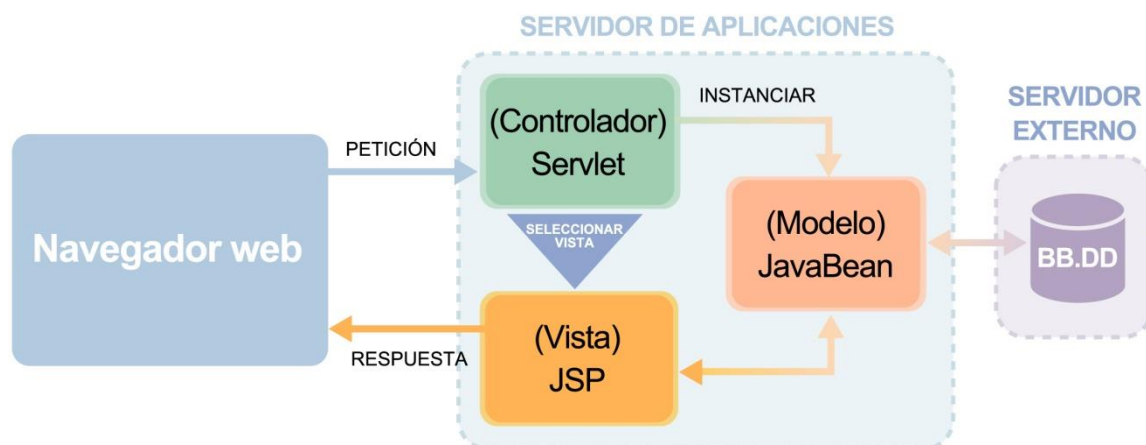 SERVIDOR DE APLICACIONES
(Controlador)
Servlet
INSTANCIAR
SERVIDOR
EXTERNO
PETICIÓN
Navegador web
SELECCIONAR
VISTA
(Modelo)
JavaBean
BB.DD
(Vista)
JSP
RESPUESTA